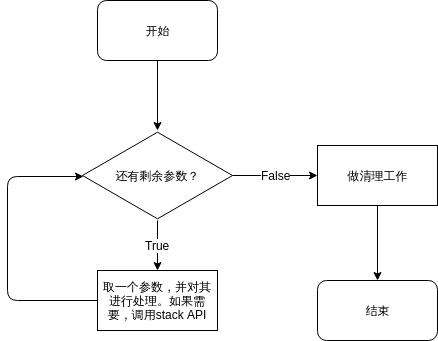 开始
还有剩余参数？
False
做清理工作
True
取一个参数，并对其
进行处理。如果需
要，调用stack API
结束